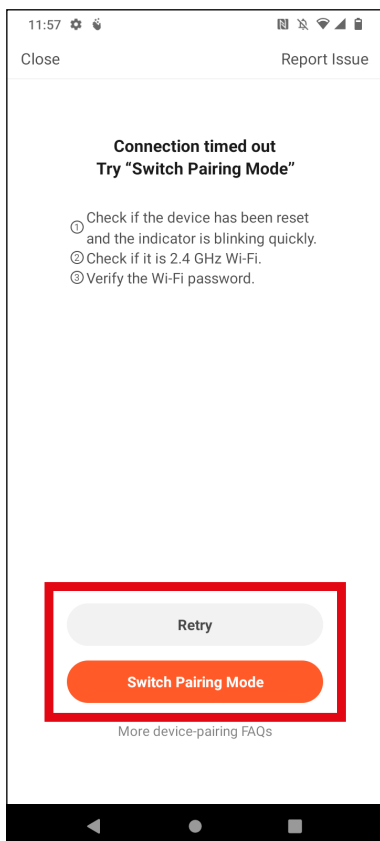 11:57
Close Report Issue
Connection timed out
Try “Switch Pairing Mode”
① Check if the device has been reset
and the indicator is blinking quickly.
② Check if it is 2.4 GHz Wi-Fi.
③ Verify the Wi-Fi password.
Retry
Switch Pairing Mode
More device-pairing FAQs